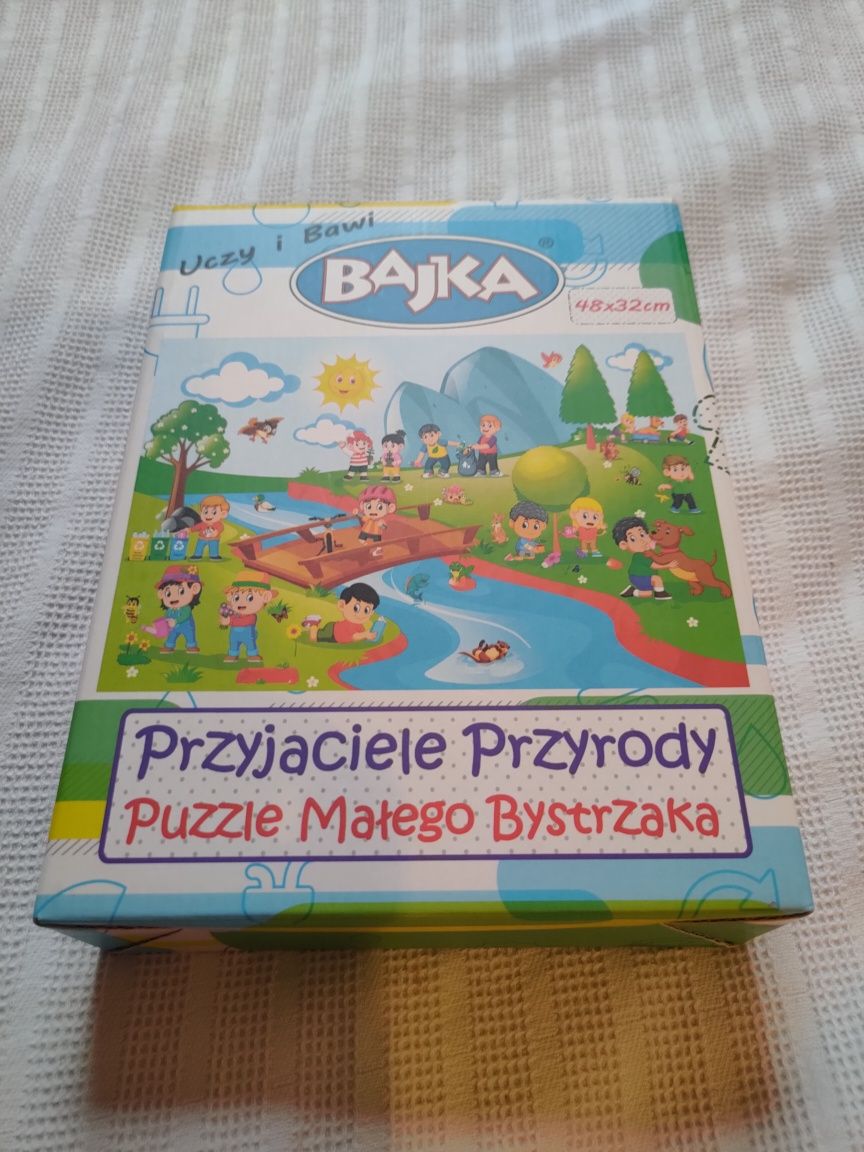 Uczy i Bawi
BAJKA®
48x32cm
Przyjaciele Przyrody
Puzzle Małego Bystrzaka